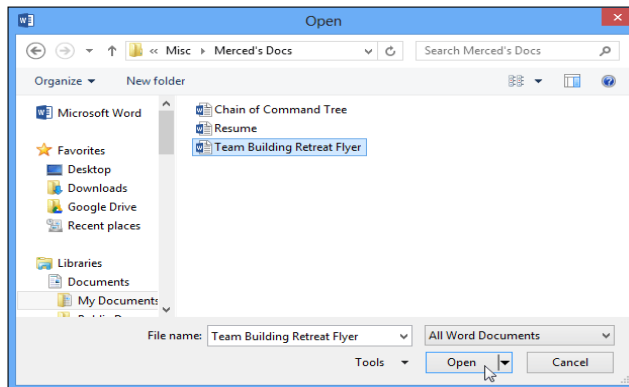 Open
« Misc ▸ Merced's Docs
Search Merced's Docs
Organize
New folder
Microsoft Word
Favorites
Desktop
Downloads
Google Drive
Recent places
Libraries
Documents
My Documents
Chain of Command Tree
Resume
Team Building Retreat Flyer
File name: Team Building Retreat Flyer
All Word Documents
Tools
Open
Cancel